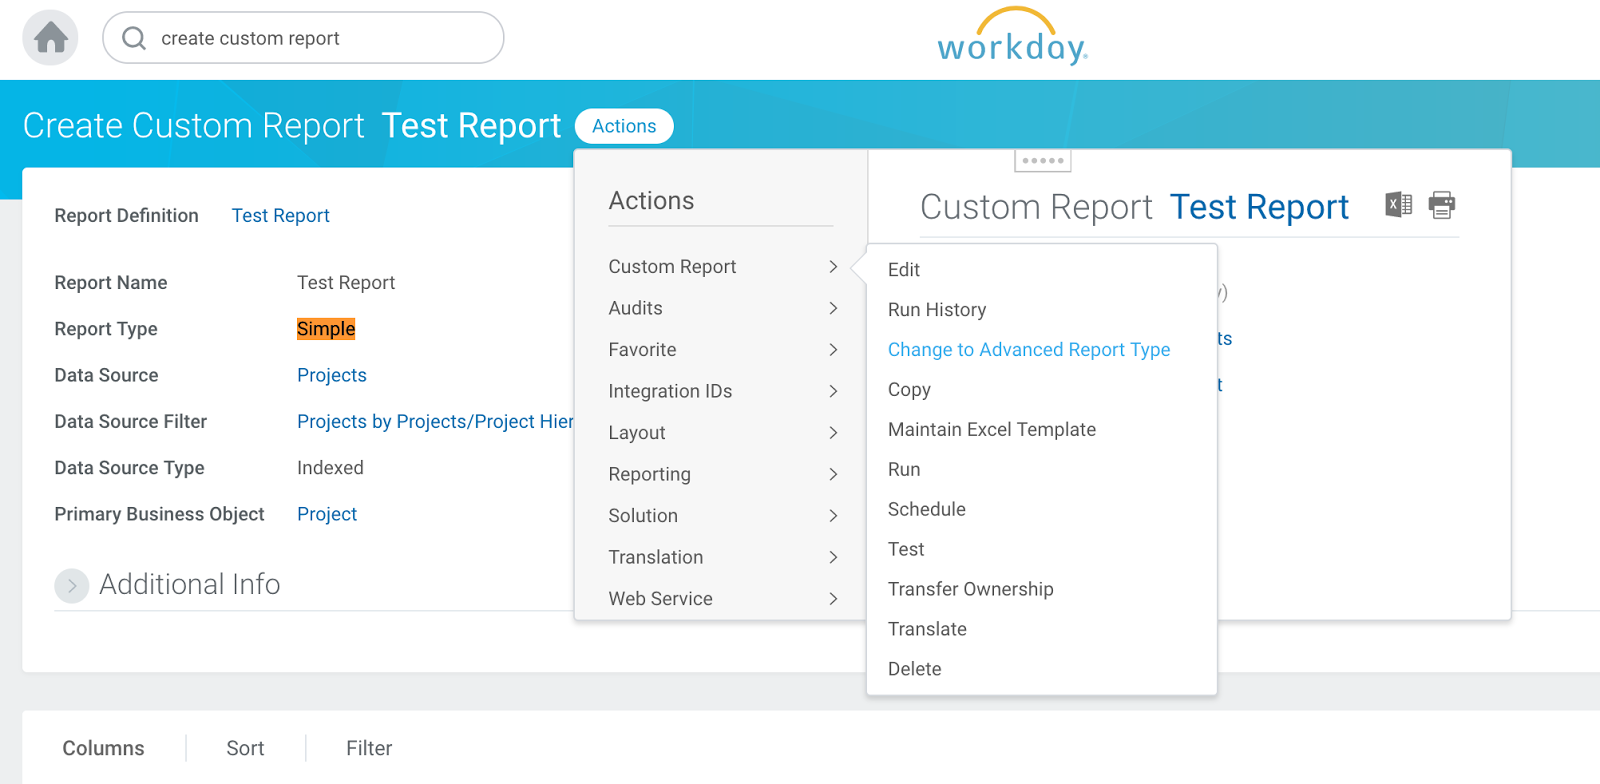 create custom report
workday.
Create Custom Report Test Report Actions
Report Definition Test Report
Report Name Test Report
Report Type Simple
Data Source Projects
Data Source Filter Projects by Projects/Project Hier
Data Source Type Indexed
Primary Business Object Project
Additional Info
Actions
Custom Report
Audits
Favorite
Integration IDs
Layout
Reporting
Solution
Translation
Web Service
Custom Report Test Report
Edit
Run History
Change to Advanced Report Type
Copy
Maintain Excel Template
Run
Schedule
Test
Transfer Ownership
Translate
Delete
Columns Sort Filter